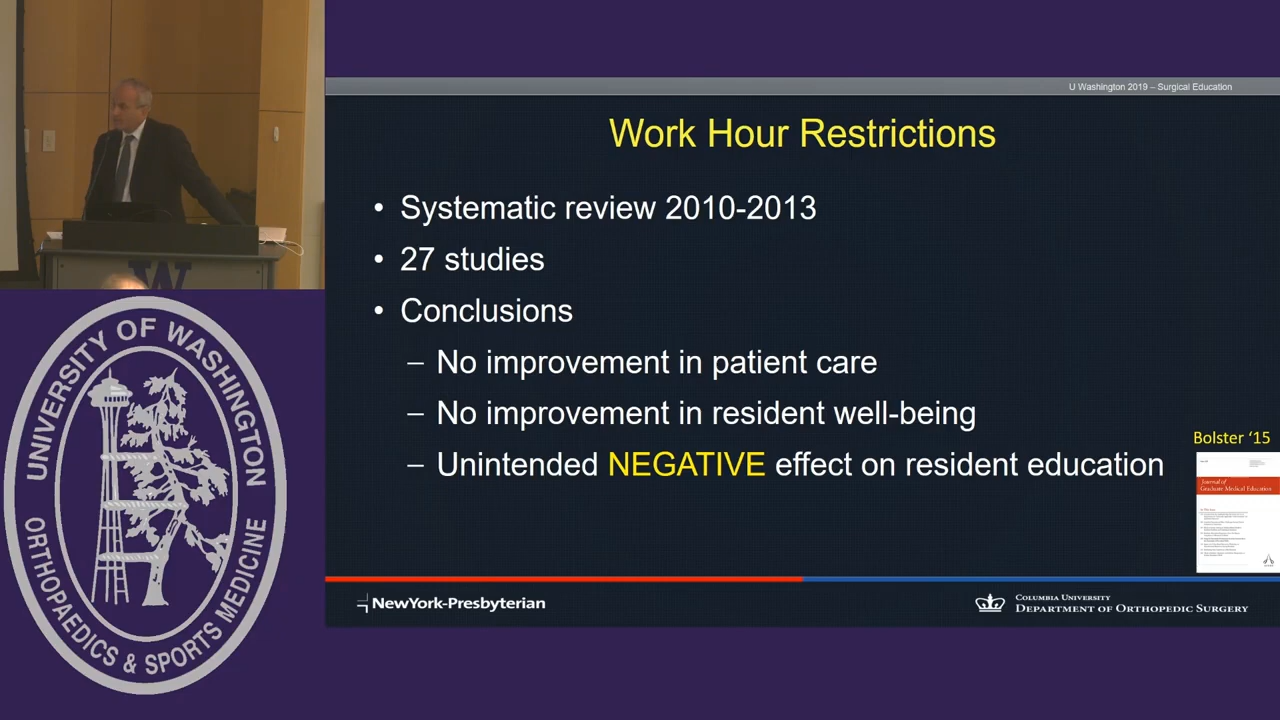 U Washington 2019 – Surgical Education
Work Hour Restrictions
• Systematic review 2010-2013
• 27 studies
• Conclusions
– No improvement in patient care
– No improvement in resident well-being
– Unintended NEGATIVE effect on resident education
Bolster ‘15
Journal of
Graduate Medical Education
NewYork-Presbyterian
COLUMBIA UNIVERSITY
DEPARTMENT OF ORTHOPEDIC SURGERY
W
UNIVERSITY OF WASHINGTON
ORTHOPAEDICS & SPORTS MEDICINE